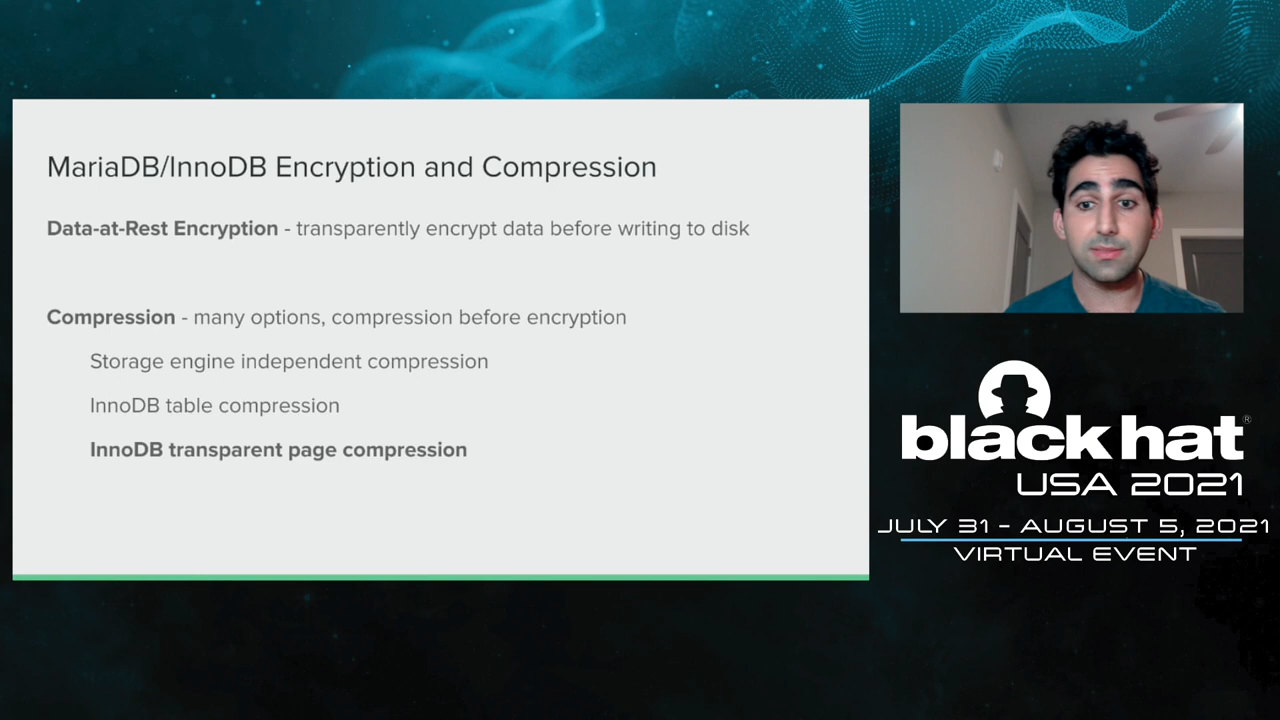 MariaDB/InnoDB Encryption and Compression
Data-at-Rest Encryption - transparently encrypt data before writing to disk
Compression - many options, compression before encryption
Storage engine independent compression
InnoDB table compression
InnoDB transparent page compression
black hat®
USA 2021
JULY 31 - AUGUST 5, 2021
VIRTUAL EVENT